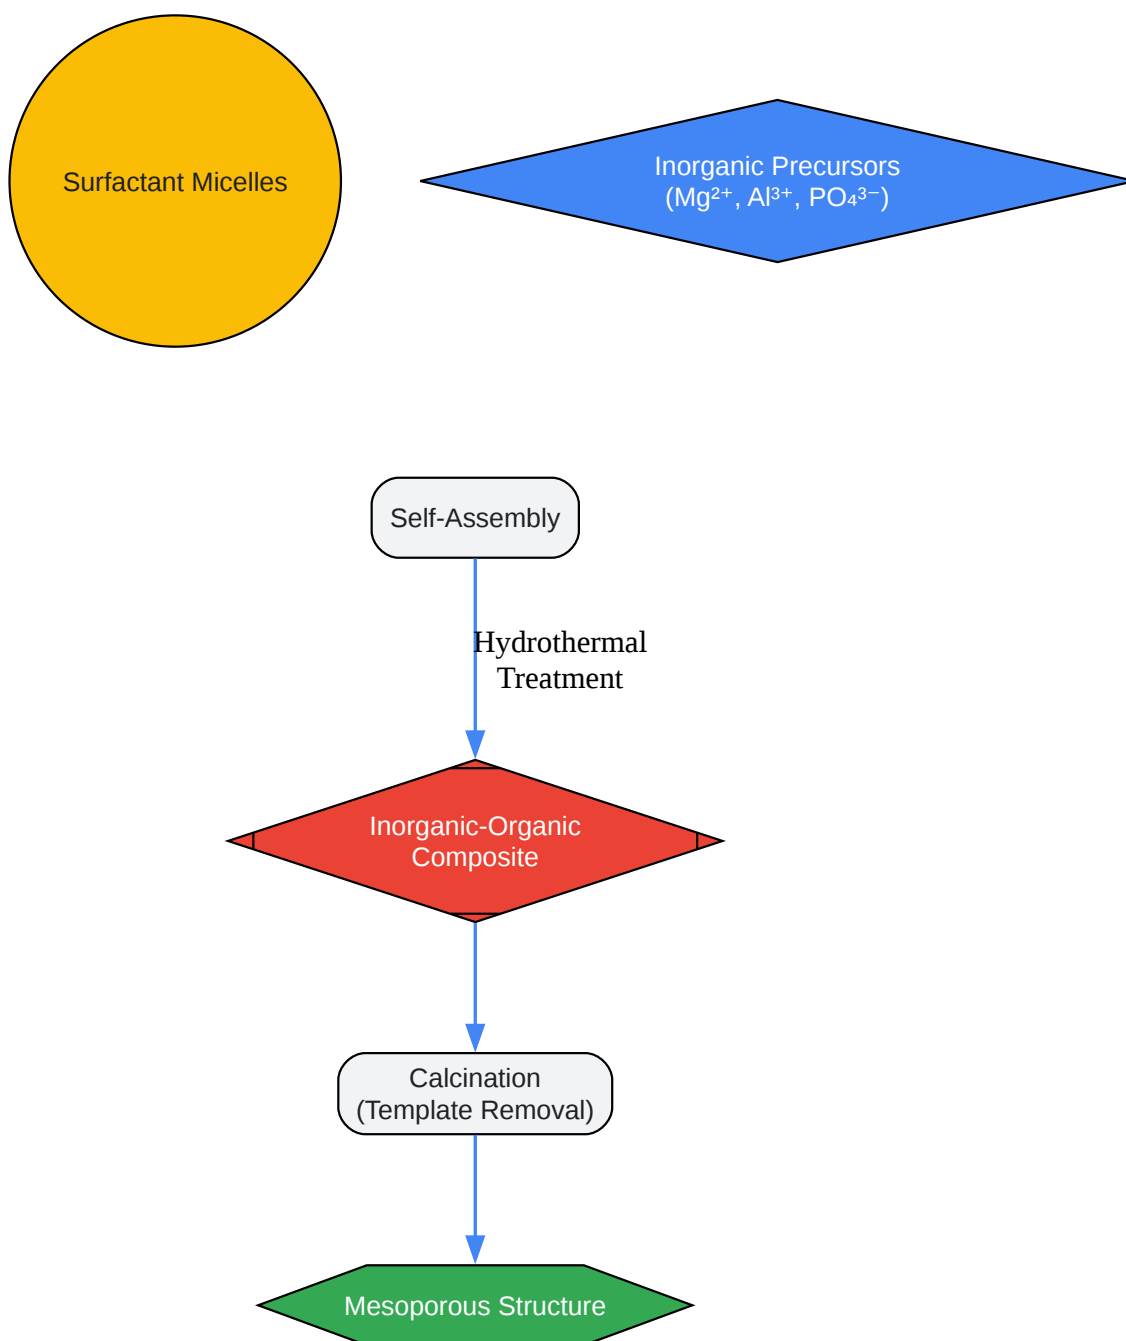 Surfactant Micelles
Inorganic Precursors
(Mg²⁺, Al³⁺, PO₄³⁻)
Self-Assembly
Hydrothermal
Treatment
Inorganic-Organic
Composite
Calcination
(Template Removal)
Mesoporous Structure